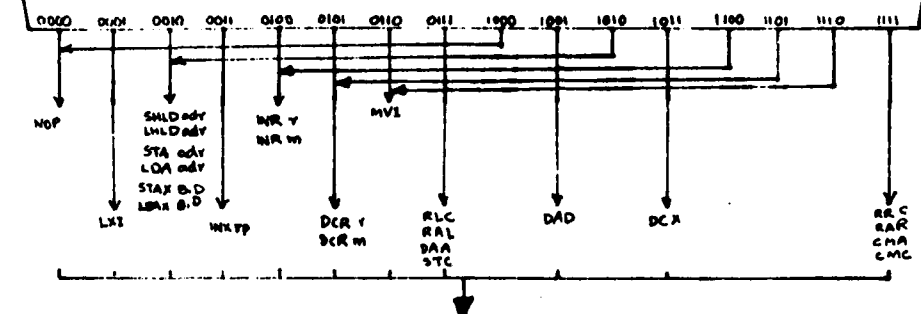 0000 0001 0010 0011 0100 0101 0110 0111 1000 1001 1010 1011 1100 1101 1110 1111
NOP
SHLD adr
LHLD adr
STA adr
LDA adr
STAX B,D
LDAX B,D
INR r
INR m
MVI
LXI
INX rp
DCR r
DCR m
RLC
RAL
DAA
STC
DAD
DCX
RRC
RAR
CMA
CMC